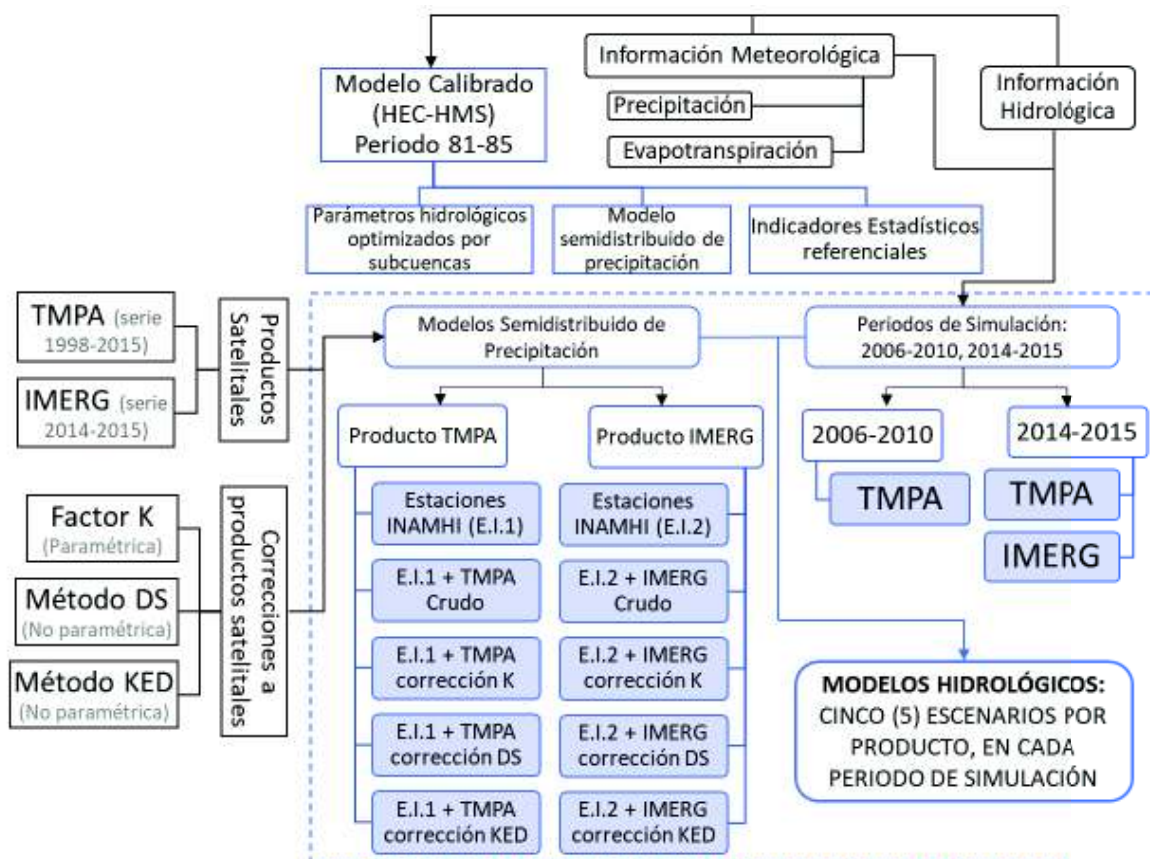 Información Meteorológica
Precipitación
Evapotranspiración
Información
Hidrológica
Modelo Calibrado
(HEC-HMS)
Periodo 81-85
Parámetros hidrológicos
optimizados por
subcuencas
Modelo
semidistribuido de
precipitación
Indicadores Estadísticos
referenciales
TMPA (serie
1998-2015)
IMERG (serie
2014-2015)
Productos
Satelitales
Factor K
(Paramétrica)
Método DS
(No paramétrica)
Método KED
(No paramétrica)
Correcciones a
productos satelitales
Modelos Semidistribuido de
Precipitación
Producto TMPA
Estaciones
INAMHI (E.I.1)
E.I.1 + TMPA
Crudo
E.I.1 + TMPA
corrección K
E.I.1 + TMPA
corrección DS
E.I.1 + TMPA
corrección KED
Producto IMERG
Estaciones
INAMHI (E.I.2)
E.I.2 + IMERG
Crudo
E.I.2 + IMERG
corrección K
E.I.2 + IMERG
corrección DS
E.I.2 + IMERG
corrección KED
Periodos de Simulación:
2006-2010, 2014-2015
2006-2010
TMPA
2014-2015
TMPA
IMERG
MODELOS HIDROLÓGICOS:
CINCO (5) ESCENARIOS POR
PRODUCTO, EN CADA
PERIODO DE SIMULACIÓN